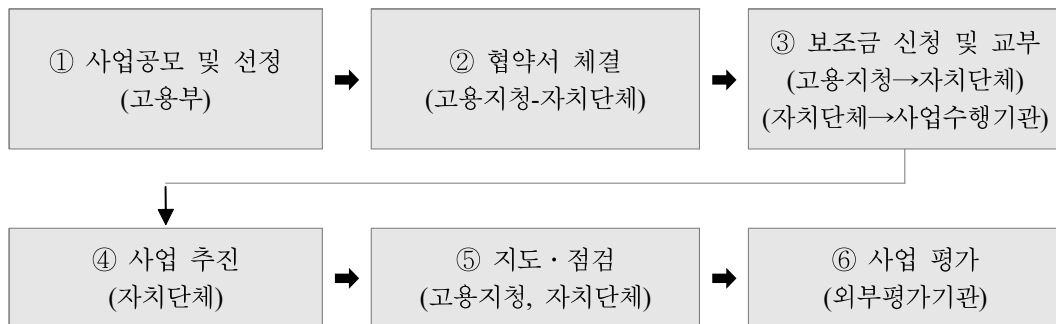 ① 사업공모 및 선정
(고용부)
② 협약서 체결
(고용지청-자치단체)
③ 보조금 신청 및 교부
(고용지청→자치단체)
(자치단체→사업수행기관)
④ 사업 추진
(자치단체)
⑤ 지도・점검
(고용지청, 자치단체)
⑥ 사업 평가
(외부평가기관)